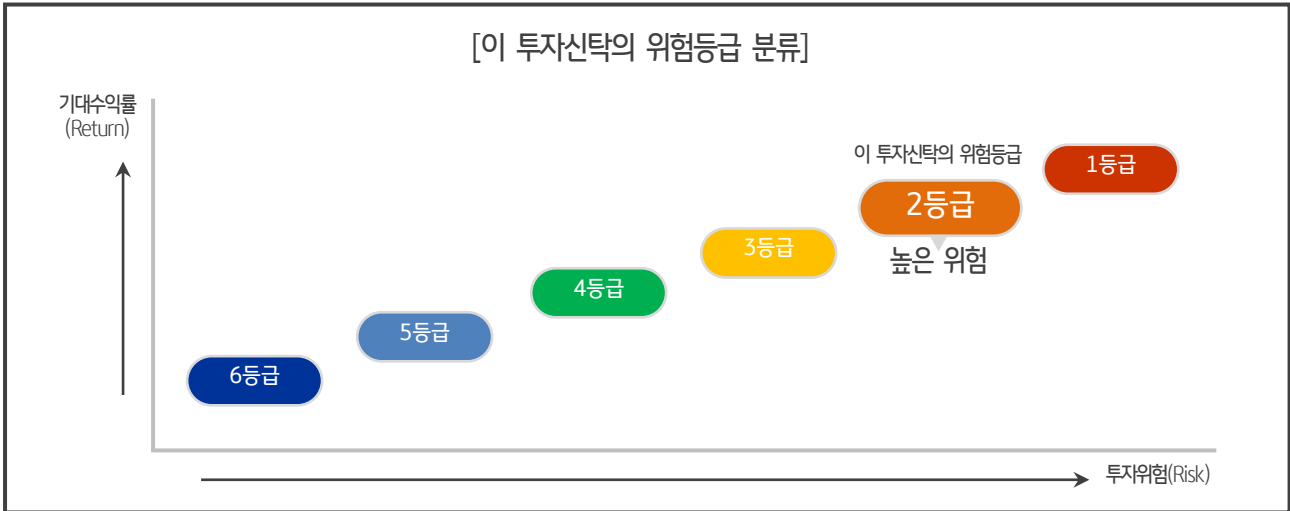 [이 투자신탁의 위험등급 분류]
기대수익률
(Return)
이 투자신탁의 위험등급
1등급
2등급
높은 위험
3등급
4등급
5등급
6등급
투자위험(Risk)